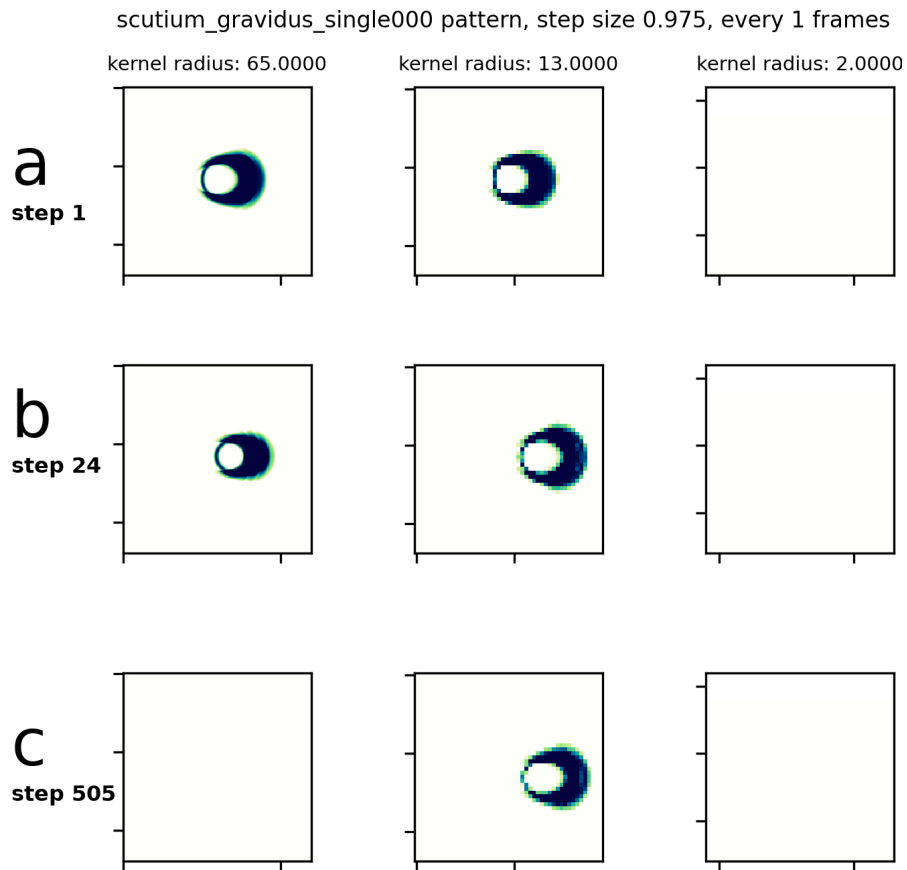 scutium_gravidus_single000 pattern, step size 0.975, every 1 frames
kernel radius: 65.0000 kernel radius: 13.0000 kernel radius: 2.0000
a
step 1
b
step 24
c
step 505